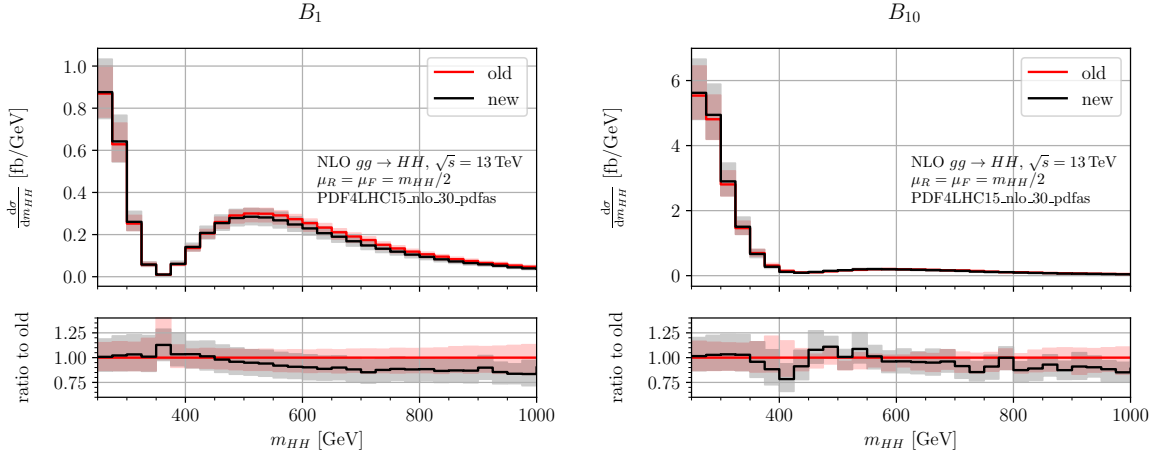 B₁
1.0
0.8
0.6
0.4
0.2
0.0
dσ/dm_HH [fb/GeV]
old
new
NLO gg → HH, √s = 13 TeV
μ_R = μ_F = m_HH/2
PDF4LHC15_nlo_30_pdfas
1.25
1.00
0.75
ratio to old
400
600
800
1000
m_HH [GeV]
B₁₀
6
4
2
0
dσ/dm_HH [fb/GeV]
old
new
NLO gg → HH, √s = 13 TeV
μ_R = μ_F = m_HH/2
PDF4LHC15_nlo_30_pdfas
1.25
1.00
0.75
ratio to old
400
600
800
1000
m_HH [GeV]